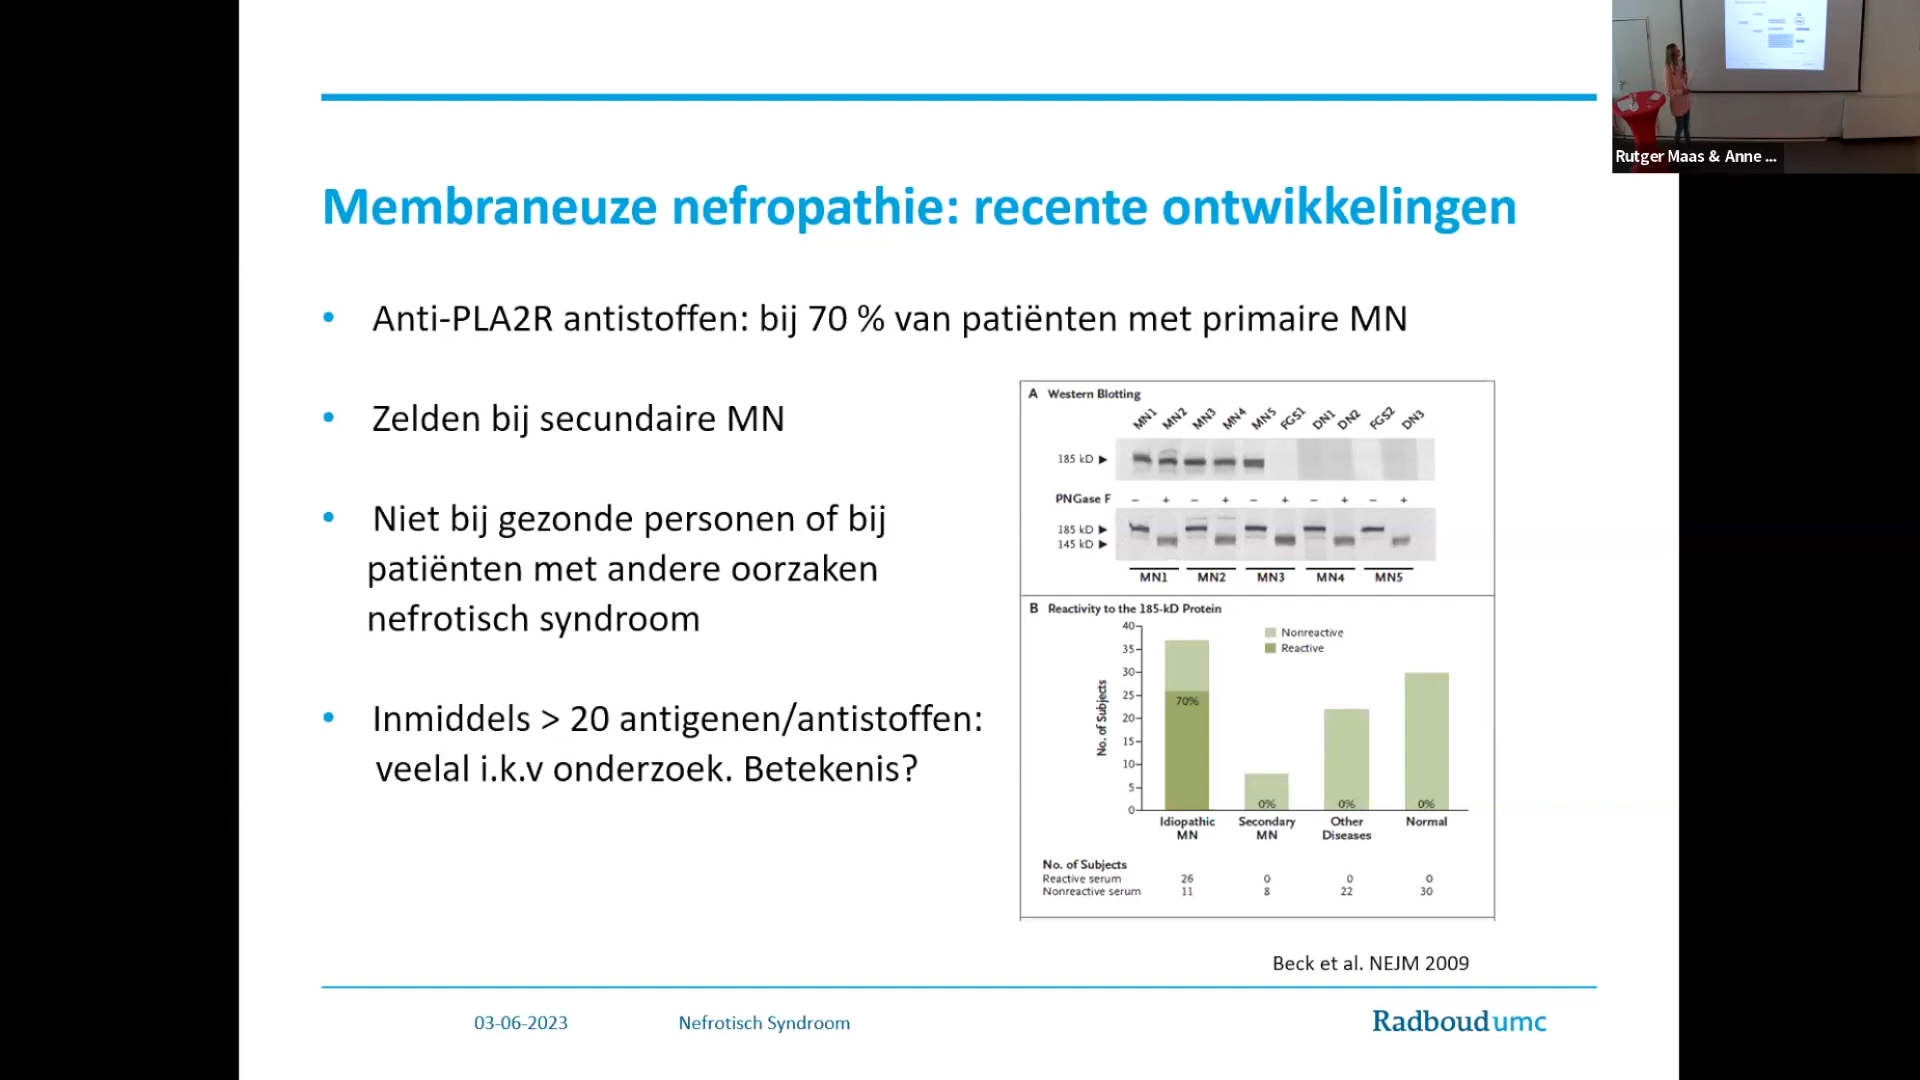 Rutger Maas & Anne ...
Membraneuze nefropathie: recente ontwikkelingen
• Anti-PLA2R antistoffen: bij 70 % van patiënten met primaire MN
• Zelden bij secundaire MN
• Niet bij gezonde personen of bij
patiënten met andere oorzaken
nefrotisch syndroom
• Inmiddels > 20 antigenen/antistoffen:
veelal i.k.v onderzoek. Betekenis?
A Western Blotting
MN1 MN2 MN3 MN4 MN5 FGS1 DN1 DN2 FGS2 DN3
185 kD ►
PNGase F − + − + − + − + − +
185 kD ►
145 kD ►
MN1 MN2 MN3 MN4 MN5
B Reactivity to the 185-kD Protein
No. of Subjects
40
35
30
25
20
15
10
5
0
Nonreactive
Reactive
70%
0% 0% 0%
Idiopathic MN
Secondary MN
Other Diseases
Normal
No. of Subjects
Reactive serum 26 0 0 0
Nonreactive serum 11 8 22 30
Beck et al. NEJM 2009
03-06-2023 Nefrotisch Syndroom Radboudumc